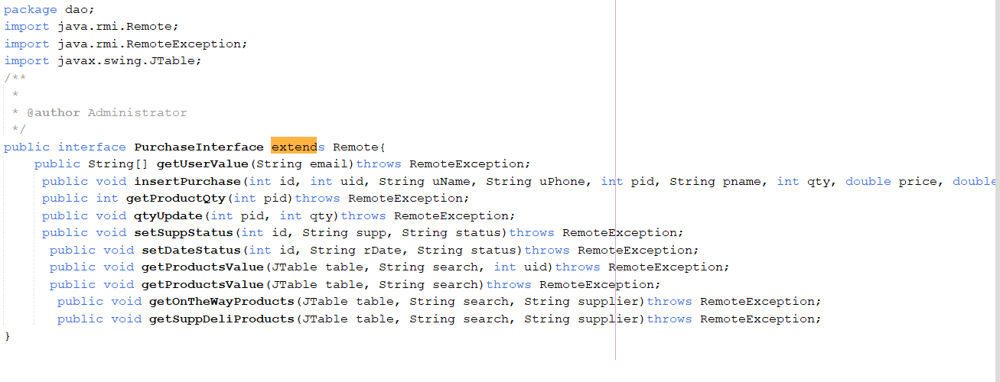 package dao;
import java.rmi.Remote;
import java.rmi.RemoteException;
import javax.swing.JTable;
/**
 *
 * @author Administrator
 */
public interface PurchaseInterface extends Remote{
    public String[] getUserValue(String email)throws RemoteException;
     public void insertPurchase(int id, int uid, String uName, String uPhone, int pid, String pname, int qty, double price, double
     public int getProductQty(int pid)throws RemoteException;
     public void qtyUpdate(int pid, int qty)throws RemoteException;
     public void setSuppStatus(int id, String supp, String status)throws RemoteException;
      public void setDateStatus(int id, String rDate, String status)throws RemoteException;
      public void getProductsValue(JTable table, String search, int uid)throws RemoteException;
      public void getProductsValue(JTable table, String search)throws RemoteException;
       public void getOnTheWayProducts(JTable table, String search, String supplier)throws RemoteException;
       public void getSuppDeliProducts(JTable table, String search, String supplier)throws RemoteException;
}